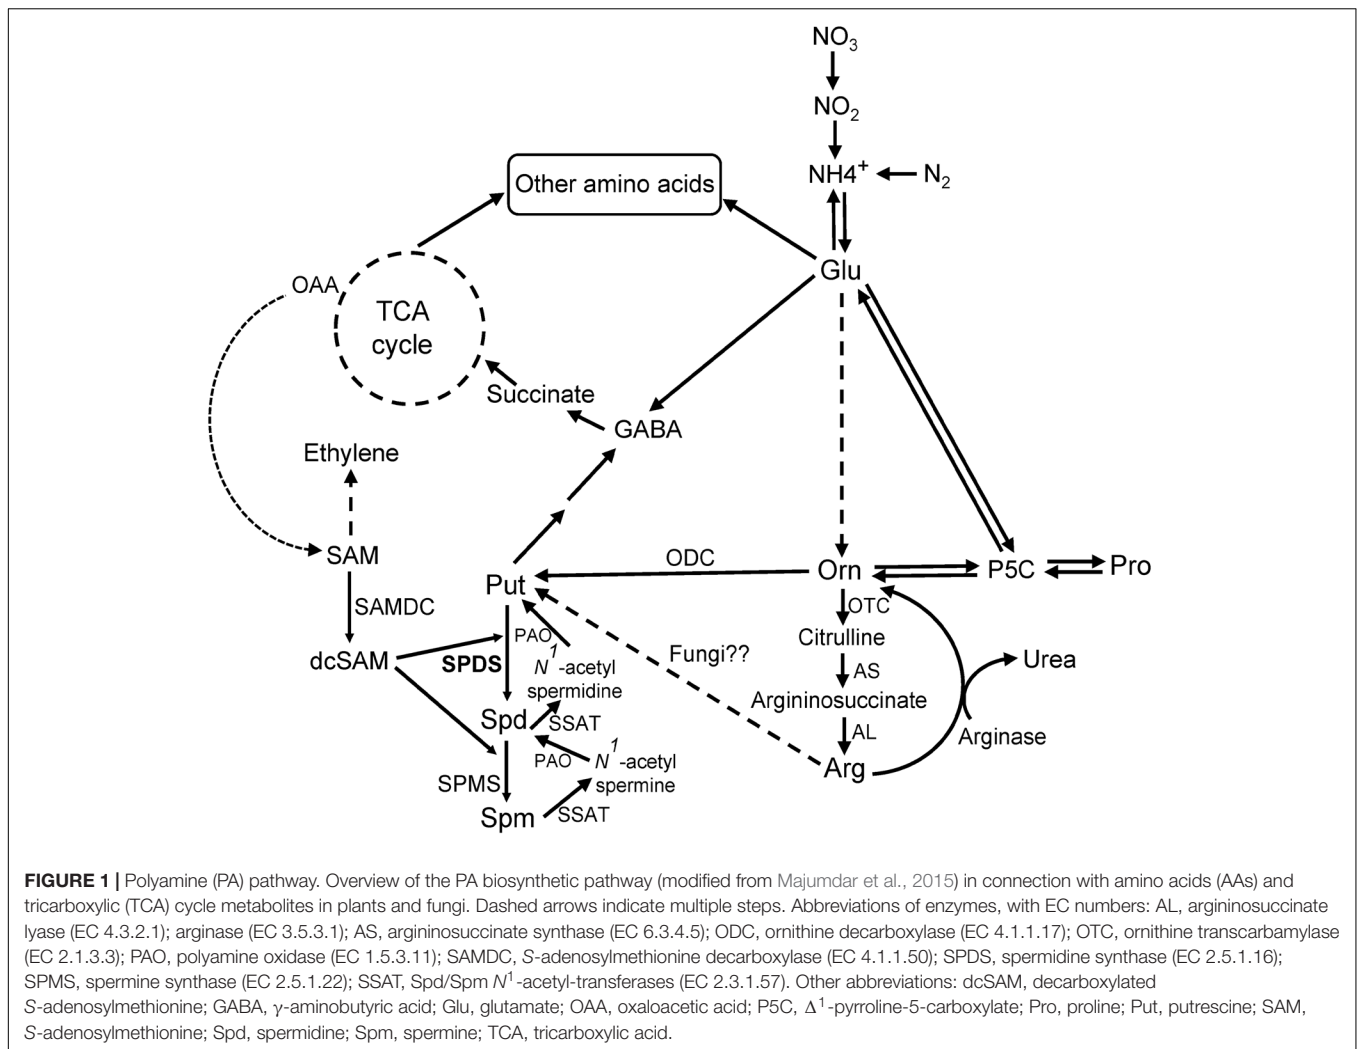 NO3
NO2
NH4+
N2
Other amino acids
Glu
OAA
TCA
cycle
Succinate
GABA
Ethylene
SAM
ODC
Orn
P5C
Pro
Put
SAMDC
OTC
PAO
Citrulline
dcSAM
SPDS
N1-acetyl
spermidine
Fungi??
Urea
AS
Argininosuccinate
Spd
SSAT
AL
Arginase
PAO
N1-acetyl
spermine
Arg
SPMS
Spm
SSAT
FIGURE 1 | Polyamine (PA) pathway. Overview of the PA biosynthetic pathway (modified from Majumdar et al., 2015) in connection with amino acids (AAs) and
tricarboxylic (TCA) cycle metabolites in plants and fungi. Dashed arrows indicate multiple steps. Abbreviations of enzymes, with EC numbers: AL, argininosuccinate
lyase (EC 4.3.2.1); arginase (EC 3.5.3.1); AS, argininosuccinate synthase (EC 6.3.4.5); ODC, ornithine decarboxylase (EC 4.1.1.17); OTC, ornithine transcarbamylase
(EC 2.1.3.3); PAO, polyamine oxidase (EC 1.5.3.11); SAMDC, S-adenosylmethionine decarboxylase (EC 4.1.1.50); SPDS, spermidine synthase (EC 2.5.1.16);
SPMS, spermine synthase (EC 2.5.1.22); SSAT, Spd/Spm N1-acetyl-transferases (EC 2.3.1.57). Other abbreviations: dcSAM, decarboxylated
S-adenosylmethionine; GABA, γ-aminobutyric acid; Glu, glutamate; OAA, oxaloacetic acid; P5C, Δ1-pyrroline-5-carboxylate; Pro, proline; Put, putrescine; SAM,
S-adenosylmethionine; Spd, spermidine; Spm, spermine; TCA, tricarboxylic acid.